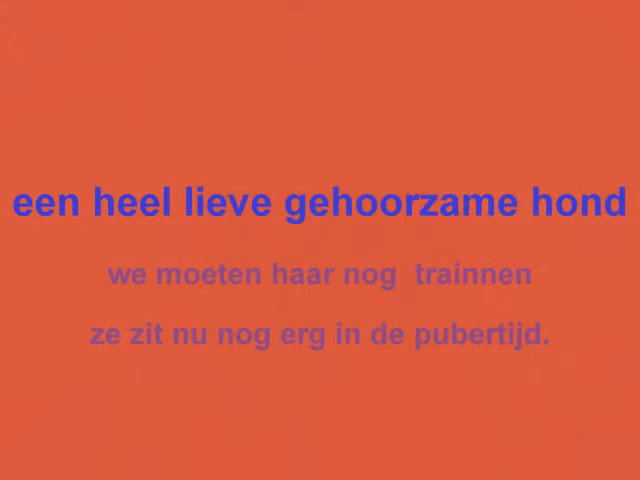 een heel lieve gehoorzame hond
we moeten haar nog  trainnen
ze zit nu nog erg in de pubertijd.